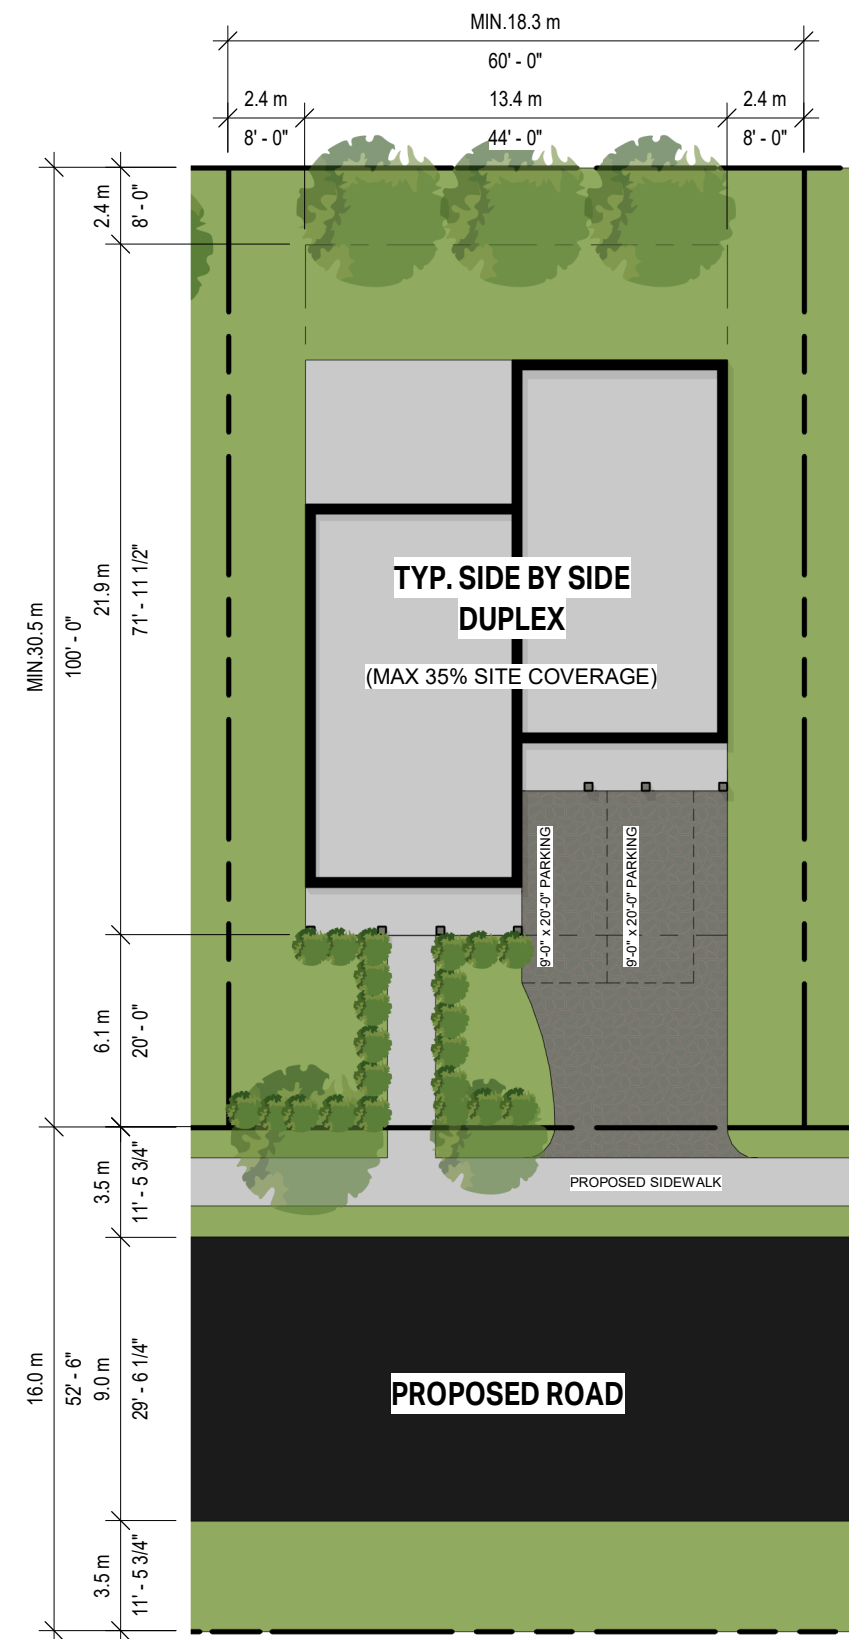 MIN.18.3 m
60' - 0"
2.4 m
13.4 m
2.4 m
8' - 0"
44' - 0"
8' - 0"
2.4 m
8' - 0"
MIN.30.5 m
100' - 0"
21.9 m
71' - 11 1/2"
TYP. SIDE BY SIDE
DUPLEX
(MAX 35% SITE COVERAGE)
9'-0" x 20'-0" PARKING
9'-0" x 20'-0" PARKING
6.1 m
20' - 0"
3.5 m
11' - 5 3/4"
PROPOSED SIDEWALK
16.0 m
52' - 6"
9.0 m
29' - 6 1/4"
PROPOSED ROAD
3.5 m
11' - 5 3/4"